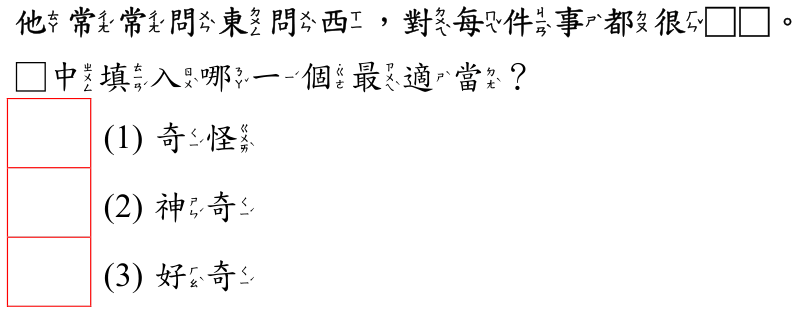 他常常問東問西，對每件事都很□□。
□中填入哪一個最適當？
(1) 奇怪
(2) 神奇
(3) 好奇